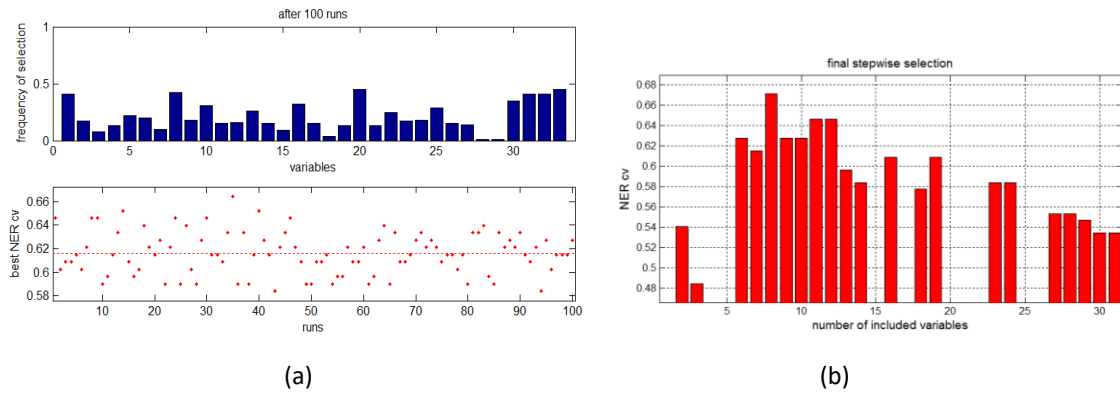 after 100 runs
frequency of selection
1
0.5
0
0 5 10 15 20 25 30
variables
best NER cv
0.66
0.64
0.62
0.6
0.58
10 20 30 40 50 60 70 80 90 100
runs
(a)
final stepwise selection
NER cv
0.68
0.66
0.64
0.62
0.6
0.58
0.56
0.54
0.52
0.5
0.48
5 10 15 20 25 30
number of included variables
(b)